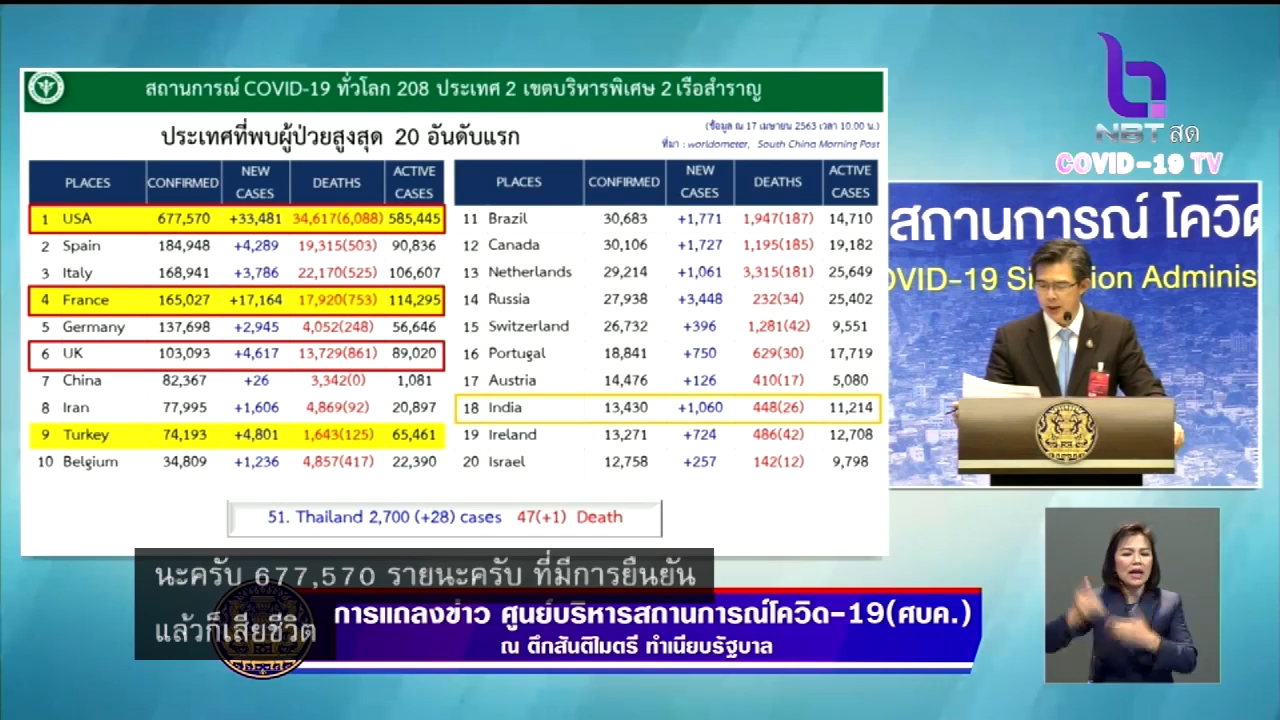 สถานการณ์ COVID-19 ทั่วโลก 208 ประเทศ 2 เขตบริหารพิเศษ 2 เรือสำราญ
ประเทศที่พบผู้ป่วยสูงสุด 20 อันดับแรก
(ข้อมูล ณ 17 เมษายน 2563 เวลา 10.00 น.)
ที่มา : worldometer, South China Morning Post
PLACES CONFIRMED NEW CASES DEATHS ACTIVE CASES
1 USA 677,570 +33,481 34,617(6,088) 585,445
2 Spain 184,948 +4,289 19,315(503) 90,836
3 Italy 168,941 +3,786 22,170(525) 106,607
4 France 165,027 +17,164 17,920(753) 114,295
5 Germany 137,698 +2,945 4,052(248) 56,646
6 UK 103,093 +4,617 13,729(861) 89,020
7 China 82,367 +26 3,342(0) 1,081
8 Iran 77,995 +1,606 4,869(92) 20,897
9 Turkey 74,193 +4,801 1,643(125) 65,461
10 Belgium 34,809 +1,236 4,857(417) 22,390
PLACES CONFIRMED NEW CASES DEATHS ACTIVE CASES
11 Brazil 30,683 +1,771 1,947(187) 14,710
12 Canada 30,106 +1,727 1,195(185) 19,182
13 Netherlands 29,214 +1,061 3,315(181) 25,649
14 Russia 27,938 +3,448 232(34) 25,402
15 Switzerland 26,732 +396 1,281(42) 9,551
16 Portugal 18,841 +750 629(30) 17,719
17 Austria 14,476 +126 410(17) 5,080
18 India 13,430 +1,060 448(26) 11,214
19 Ireland 13,271 +724 486(42) 12,708
20 Israel 12,758 +257 142(12) 9,798
51. Thailand 2,700 (+28) cases 47(+1) Death
NBT สด
COVID-19 TV
สถานการณ์ โควิด
OVID-19 Si ion Adminis
นะครับ 677,570 รายนะครับ ที่มีการยืนยัน
แล้วก็เสียชีวิต
การแถลงข่าว ศูนย์บริหารสถานการณ์โควิด-19(ศบค.)
ณ ตึกสันติไมตรี ทำเนียบรัฐบาล